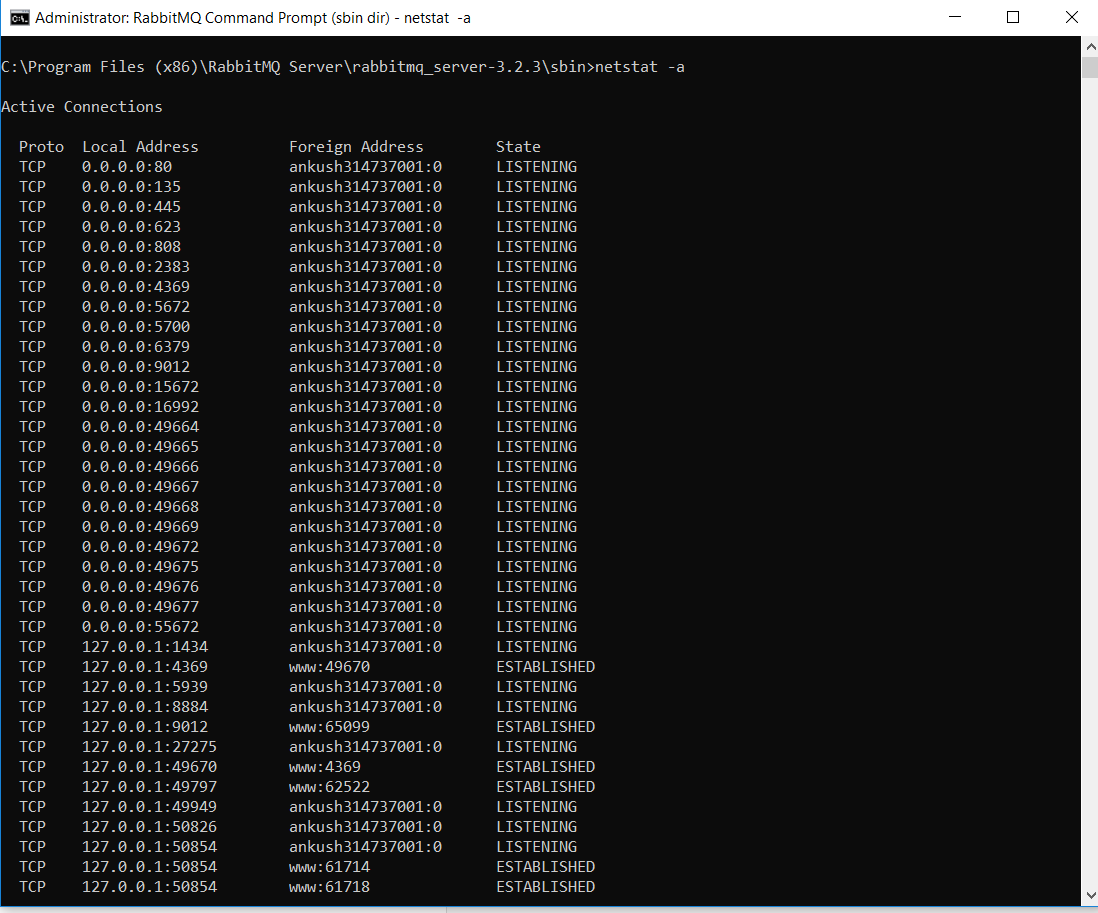 Administrator: RabbitMQ Command Prompt (sbin dir) - netstat -a
C:\Program Files (x86)\RabbitMQ Server\rabbitmq_server-3.2.3\sbin>netstat -a
Active Connections
Proto Local Address Foreign Address State
TCP 0.0.0.0:80 ankush314737001:0 LISTENING
TCP 0.0.0.0:135 ankush314737001:0 LISTENING
TCP 0.0.0.0:445 ankush314737001:0 LISTENING
TCP 0.0.0.0:623 ankush314737001:0 LISTENING
TCP 0.0.0.0:808 ankush314737001:0 LISTENING
TCP 0.0.0.0:2383 ankush314737001:0 LISTENING
TCP 0.0.0.0:4369 ankush314737001:0 LISTENING
TCP 0.0.0.0:5672 ankush314737001:0 LISTENING
TCP 0.0.0.0:5700 ankush314737001:0 LISTENING
TCP 0.0.0.0:6379 ankush314737001:0 LISTENING
TCP 0.0.0.0:9012 ankush314737001:0 LISTENING
TCP 0.0.0.0:15672 ankush314737001:0 LISTENING
TCP 0.0.0.0:16992 ankush314737001:0 LISTENING
TCP 0.0.0.0:49664 ankush314737001:0 LISTENING
TCP 0.0.0.0:49665 ankush314737001:0 LISTENING
TCP 0.0.0.0:49666 ankush314737001:0 LISTENING
TCP 0.0.0.0:49667 ankush314737001:0 LISTENING
TCP 0.0.0.0:49668 ankush314737001:0 LISTENING
TCP 0.0.0.0:49669 ankush314737001:0 LISTENING
TCP 0.0.0.0:49672 ankush314737001:0 LISTENING
TCP 0.0.0.0:49675 ankush314737001:0 LISTENING
TCP 0.0.0.0:49676 ankush314737001:0 LISTENING
TCP 0.0.0.0:49677 ankush314737001:0 LISTENING
TCP 0.0.0.0:55672 ankush314737001:0 LISTENING
TCP 127.0.0.1:1434 ankush314737001:0 LISTENING
TCP 127.0.0.1:4369 www:49670 ESTABLISHED
TCP 127.0.0.1:5939 ankush314737001:0 LISTENING
TCP 127.0.0.1:8884 ankush314737001:0 LISTENING
TCP 127.0.0.1:9012 www:65099 ESTABLISHED
TCP 127.0.0.1:27275 ankush314737001:0 LISTENING
TCP 127.0.0.1:49670 www:4369 ESTABLISHED
TCP 127.0.0.1:49797 www:62522 ESTABLISHED
TCP 127.0.0.1:49949 ankush314737001:0 LISTENING
TCP 127.0.0.1:50826 ankush314737001:0 LISTENING
TCP 127.0.0.1:50854 ankush314737001:0 LISTENING
TCP 127.0.0.1:50854 www:61714 ESTABLISHED
TCP 127.0.0.1:50854 www:61718 ESTABLISHED